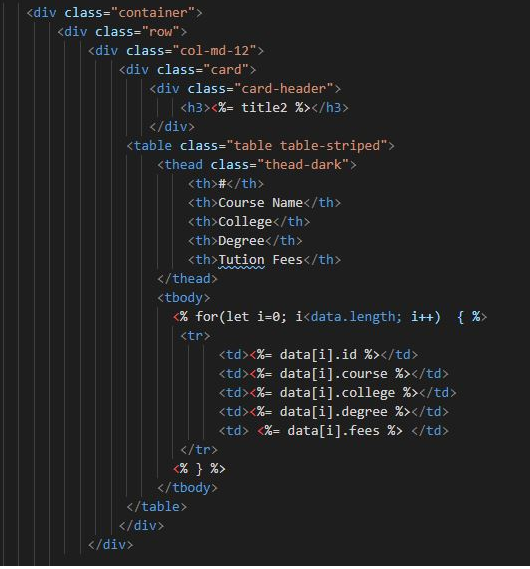 <div class="container">
<div class="row">
<div class="col-md-12">
<div class="card">
<div class="card-header">
<h3><%= title2 %></h3>
</div>
<table class="table table-striped">
<thead class="thead-dark">
<th>#</th>
<th>Course Name</th>
<th>College</th>
<th>Degree</th>
<th>Tution Fees</th>
</thead>
<tbody>
<% for(let i=0; i<data.length; i++)  { %>
<tr>
<td><%= data[i].id %></td>
<td><%= data[i].course %></td>
<td><%= data[i].college %></td>
<td><%= data[i].degree %></td>
<td> <%= data[i].fees %> </td>
</tr>
<% } %>
</tbody>
</table>
</div>
</div>